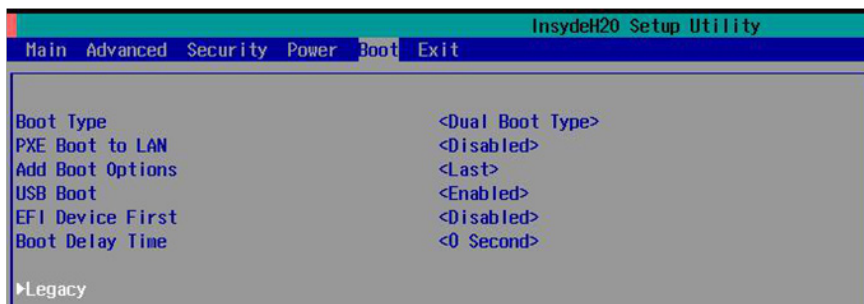 InsydeH20 Setup Utility
Main Advanced Security Power Boot Exit
Boot Type <Dual Boot Type>
PXE Boot to LAN <Disabled>
Add Boot Options <Last>
USB Boot <Enabled>
EFI Device First <Disabled>
Boot Delay Time <0 Second>
▶Legacy